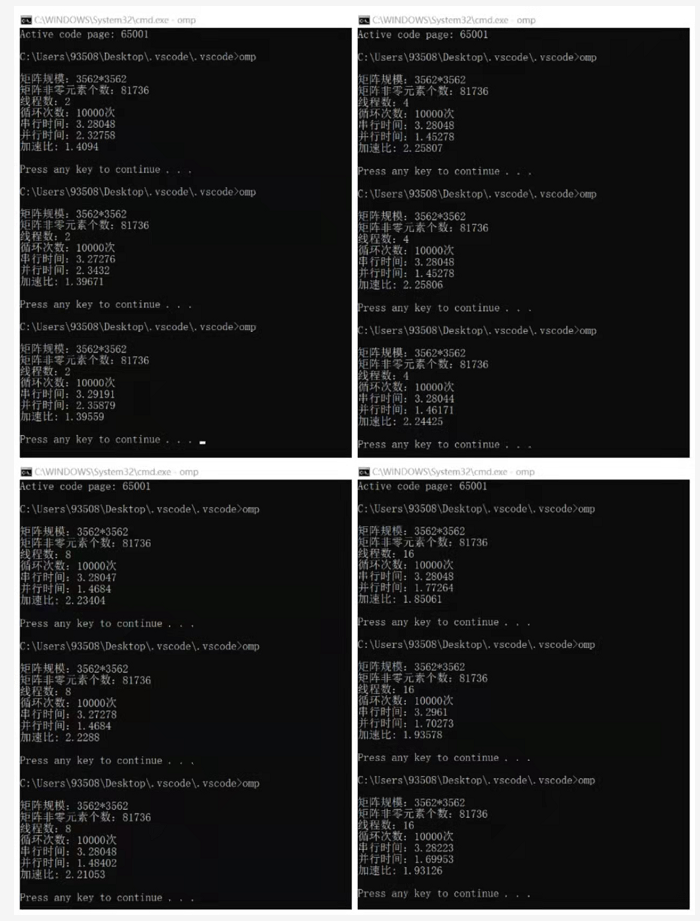 C:\WINDOWS\System32\cmd.exe - omp
Active code page: 65001
C:\Users\93508\Desktop\.vscode\.vscode>omp
矩阵规模：3562*3562
矩阵非零元素个数：81736
线程数：2
循环次数：10000次
串行时间：3.28048
并行时间：2.32758
加速比：1.4094
Press any key to continue . . .
C:\Users\93508\Desktop\.vscode\.vscode>omp
矩阵规模：3562*3562
矩阵非零元素个数：81736
线程数：2
循环次数：10000次
串行时间：3.27276
并行时间：2.3432
加速比：1.39671
Press any key to continue . . .
C:\Users\93508\Desktop\.vscode\.vscode>omp
矩阵规模：3562*3562
矩阵非零元素个数：81736
线程数：2
循环次数：10000次
串行时间：3.29191
并行时间：2.35879
加速比：1.39559
Press any key to continue . . .
C:\WINDOWS\System32\cmd.exe - omp
Active code page: 65001
C:\Users\93508\Desktop\.vscode\.vscode>omp
矩阵规模：3562*3562
矩阵非零元素个数：81736
线程数：4
循环次数：10000次
串行时间：3.28048
并行时间：1.45278
加速比：2.25807
Press any key to continue . . .
C:\Users\93508\Desktop\.vscode\.vscode>omp
矩阵规模：3562*3562
矩阵非零元素个数：81736
线程数：4
循环次数：10000次
串行时间：3.28048
并行时间：1.45278
加速比：2.25806
Press any key to continue . . .
C:\Users\93508\Desktop\.vscode\.vscode>omp
矩阵规模：3562*3562
矩阵非零元素个数：81736
线程数：4
循环次数：10000次
串行时间：3.28044
并行时间：1.46171
加速比：2.24425
Press any key to continue . . .
C:\WINDOWS\System32\cmd.exe - omp
Active code page: 65001
C:\Users\93508\Desktop\.vscode\.vscode>omp
矩阵规模：3562*3562
矩阵非零元素个数：81736
线程数：8
循环次数：10000次
串行时间：3.28047
并行时间：1.4684
加速比：2.23404
Press any key to continue . . .
C:\Users\93508\Desktop\.vscode\.vscode>omp
矩阵规模：3562*3562
矩阵非零元素个数：81736
线程数：8
循环次数：10000次
串行时间：3.27278
并行时间：1.4684
加速比：2.2288
Press any key to continue . . .
C:\Users\93508\Desktop\.vscode\.vscode>omp
矩阵规模：3562*3562
矩阵非零元素个数：81736
线程数：8
循环次数：10000次
串行时间：3.28048
并行时间：1.48402
加速比：2.21053
Press any key to continue . . .
C:\WINDOWS\System32\cmd.exe - omp
Active code page: 65001
C:\Users\93508\Desktop\.vscode\.vscode>omp
矩阵规模：3562*3562
矩阵非零元素个数：81736
线程数：16
循环次数：10000次
串行时间：3.28048
并行时间：1.77264
加速比：1.85061
Press any key to continue . . .
C:\Users\93508\Desktop\.vscode\.vscode>omp
矩阵规模：3562*3562
矩阵非零元素个数：81736
线程数：16
循环次数：10000次
串行时间：3.2961
并行时间：1.70273
加速比：1.93578
Press any key to continue . . .
C:\Users\93508\Desktop\.vscode\.vscode>omp
矩阵规模：3562*3562
矩阵非零元素个数：81736
线程数：16
循环次数：10000次
串行时间：3.28223
并行时间：1.69953
加速比：1.93126
Press any key to continue . . .